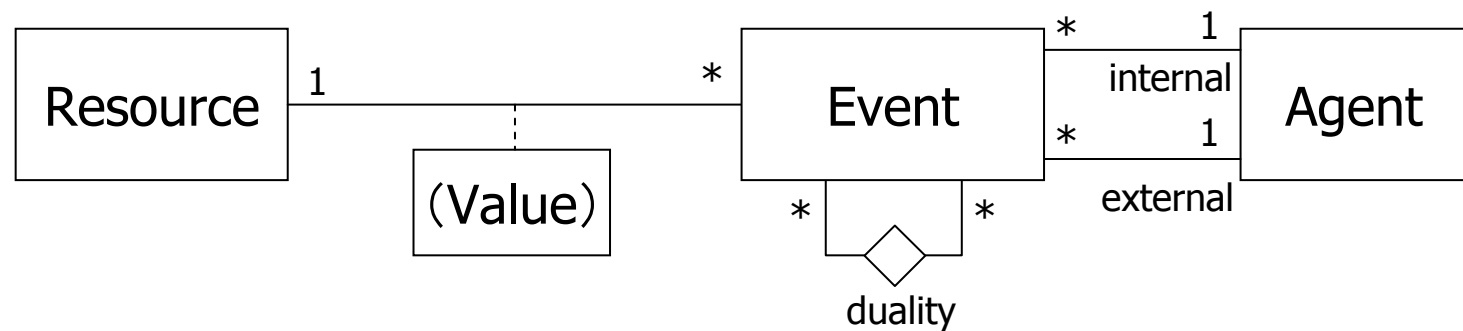 Resource
1
*
Event
*
1
internal
*
1
external
Agent
(Value)
*
*
duality